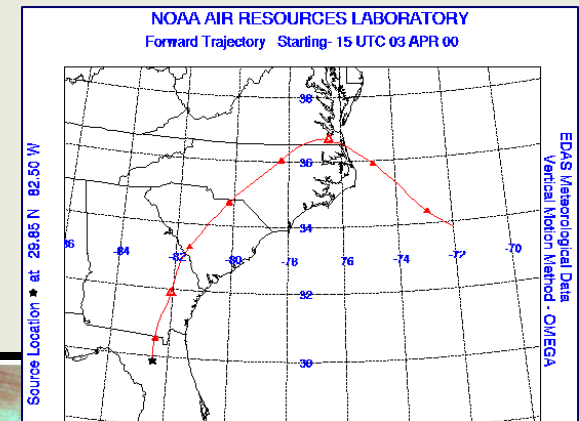 NOAA AIR RESOURCES LABORATORY
Forward Trajectory Starting- 15 UTC 03 APR 00
Source Location ★ at 29.85 N 82.50 W
EDAS Meteorological Data
Vertical Motion Method - OMEGA
38
36
34
32
30
-84
-82
-80
-78
-76
-74
-72
-70